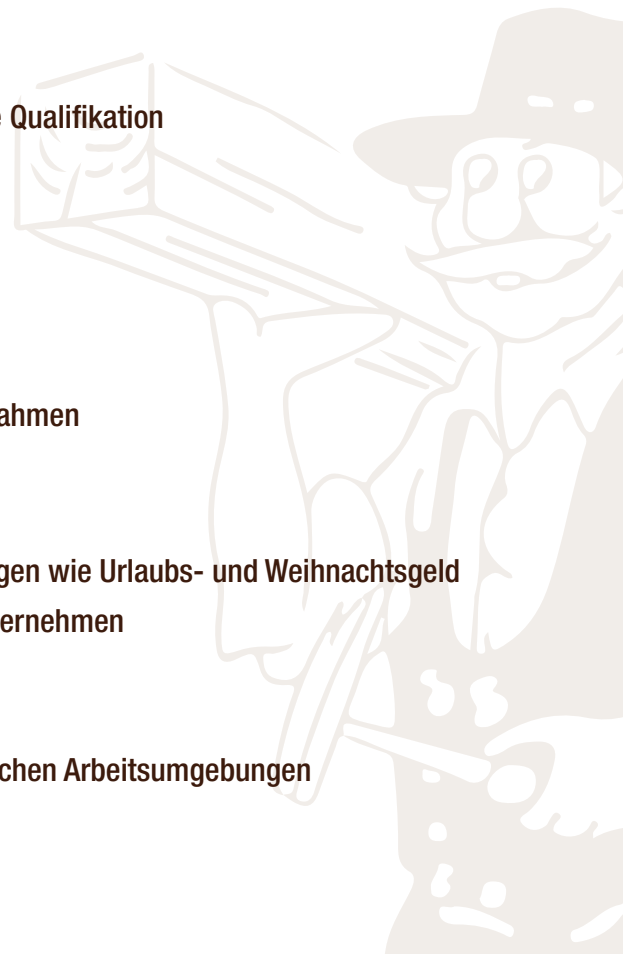 Qualifikation
ahmen
gen wie Urlaubs- und Weihnachtsgeld
ernehmen
chen Arbeitsumgebungen